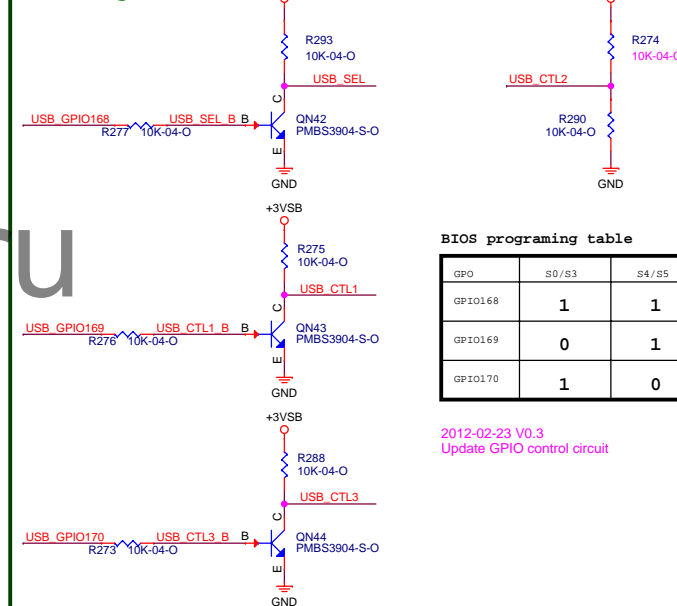 R293
10K-04-O
USB_SEL
USB_GPIO168
R277
10K-04-O
USB_SEL_B
B
C
E
QN42
PMBS3904-S-O
GND
R274
USB_CTL2
R290
10K-04-O
GND
+3VSB
R275
10K-04-O
USB_CTL1
USB_GPIO169
R276
10K-04-O
USB_CTL1_B
B
C
E
QN43
PMBS3904-S-O
GND
BIOS programing table
GPO S0/S3 S4/S5
GPIO168 1 1
GPIO169 0 1
GPIO170 1 0
2012-02-23 V0.3
Update GPIO control circuit
+3VSB
R288
10K-04-O
USB_CTL3
USB_GPIO170
R273
10K-04-O
USB_CTL3_B
B
C
E
QN44
PMBS3904-S-O
GND